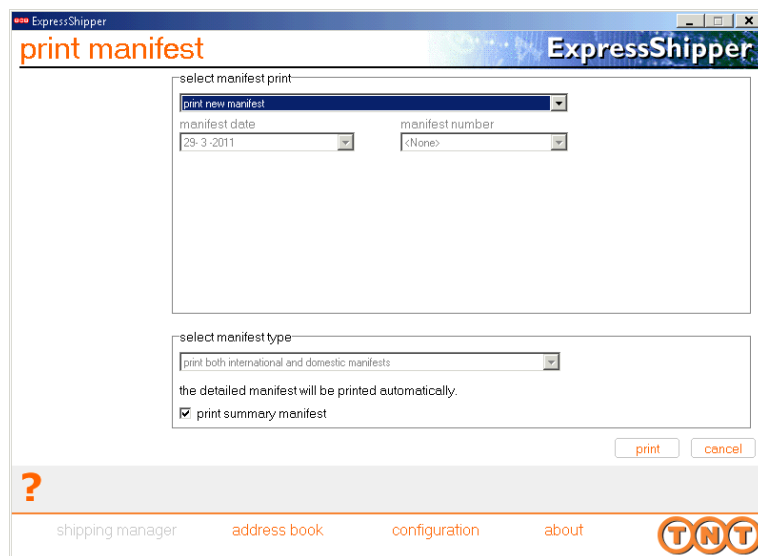 ExpressShipper
print manifest
ExpressShipper
select manifest print
print new manifest
manifest date manifest number
29- 3 -2011 <None>
select manifest type
print both international and domestic manifests
the detailed manifest will be printed automatically.
print summary manifest
print cancel
?
shipping manager address book configuration about
TNT